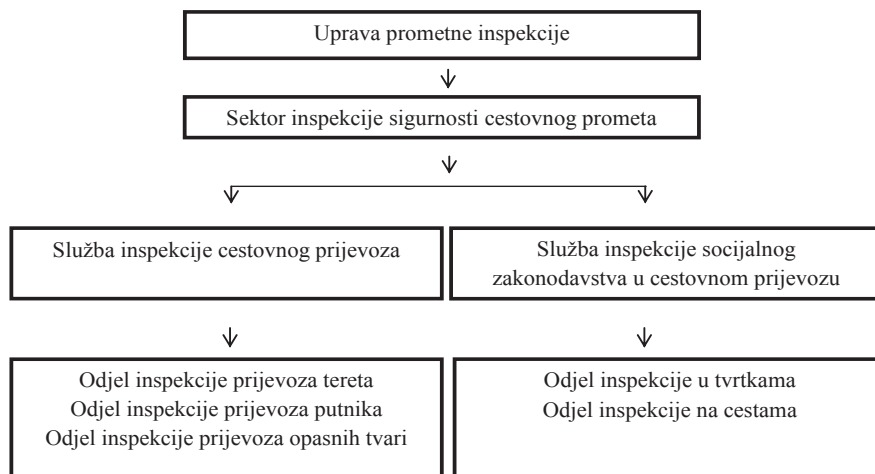 Uprava prometne inspekcije
Sektor inspekcije sigurnosti cestovnog prometa
Služba inspekcije cestovnog prijevoza
Služba inspekcije socijalnog
zakonodavstva u cestovnom prijevozu
Odjel inspekcije prijevoza tereta
Odjel inspekcije prijevoza putnika
Odjel inspekcije prijevoza opasnih tvari
Odjel inspekcije u tvrtkama
Odjel inspekcije na cestama